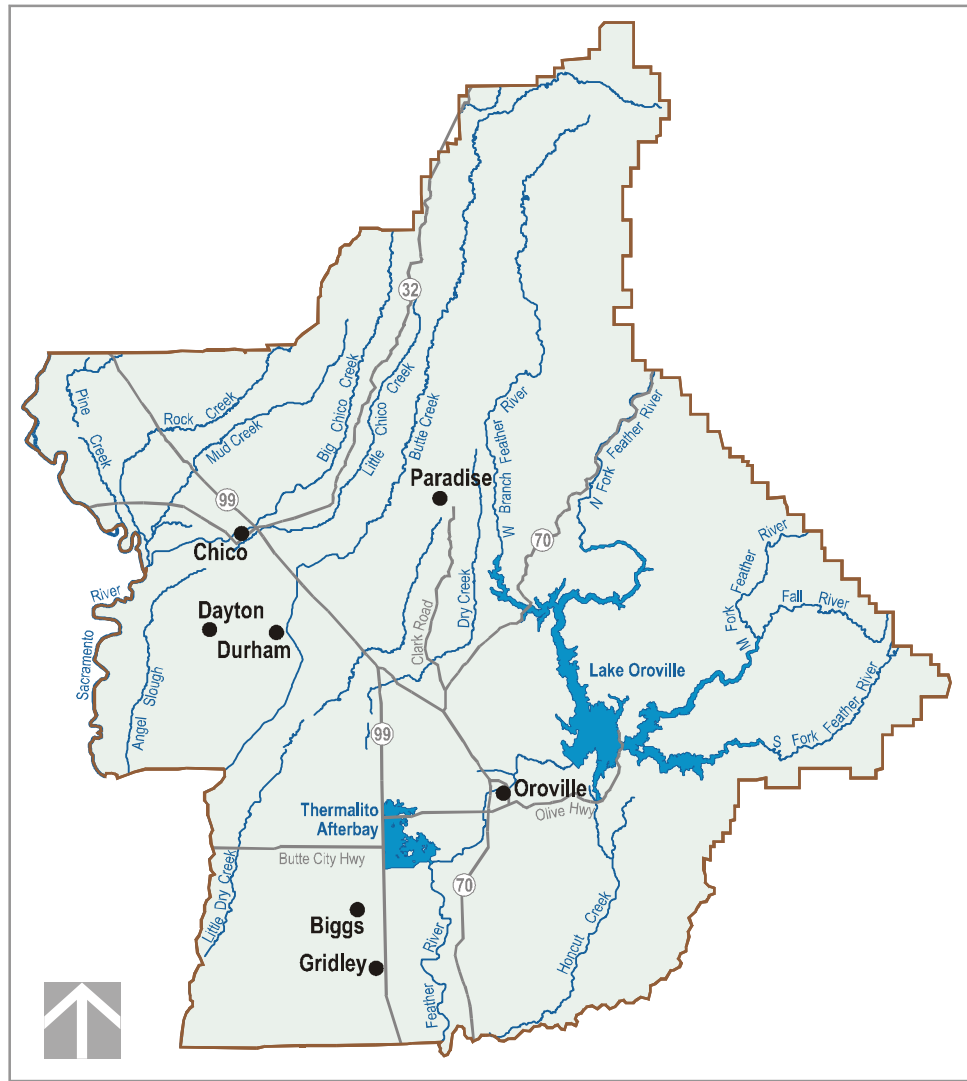 32
Pine
Creek
Rock Creek
Mud Creek
Big Chico Creek
Little Chico Creek
Butte Creek
W Branch Feather River
N Fork Feather River
Paradise
99
Chico
70
Dry Creek
Clark Road
M Fork Feather River
Fall River
Dayton
Durham
Sacramento River
Angel Slough
Lake Oroville
S Fork Feather River
99
Oroville
Olive Hwy
Thermalito
Afterbay
Butte City Hwy
70
Little Dry Creek
Biggs
Gridley
Feather River
Honcut Creek